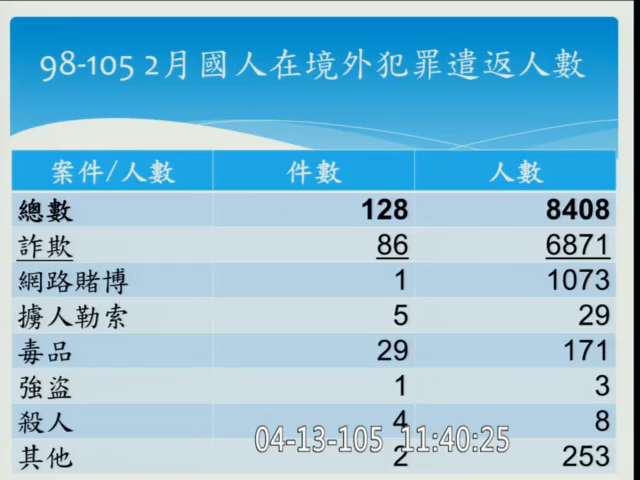 98-105 2月國人在境外犯罪遣返人數
案件/人數 件數 人數
總數 128 8408
詐欺 86 6871
網路賭博 1 1073
擄人勒索 5 29
毒品 29 171
強盜 1 3
殺人 4 8
04-13-105 11:40:25
其他 2 253